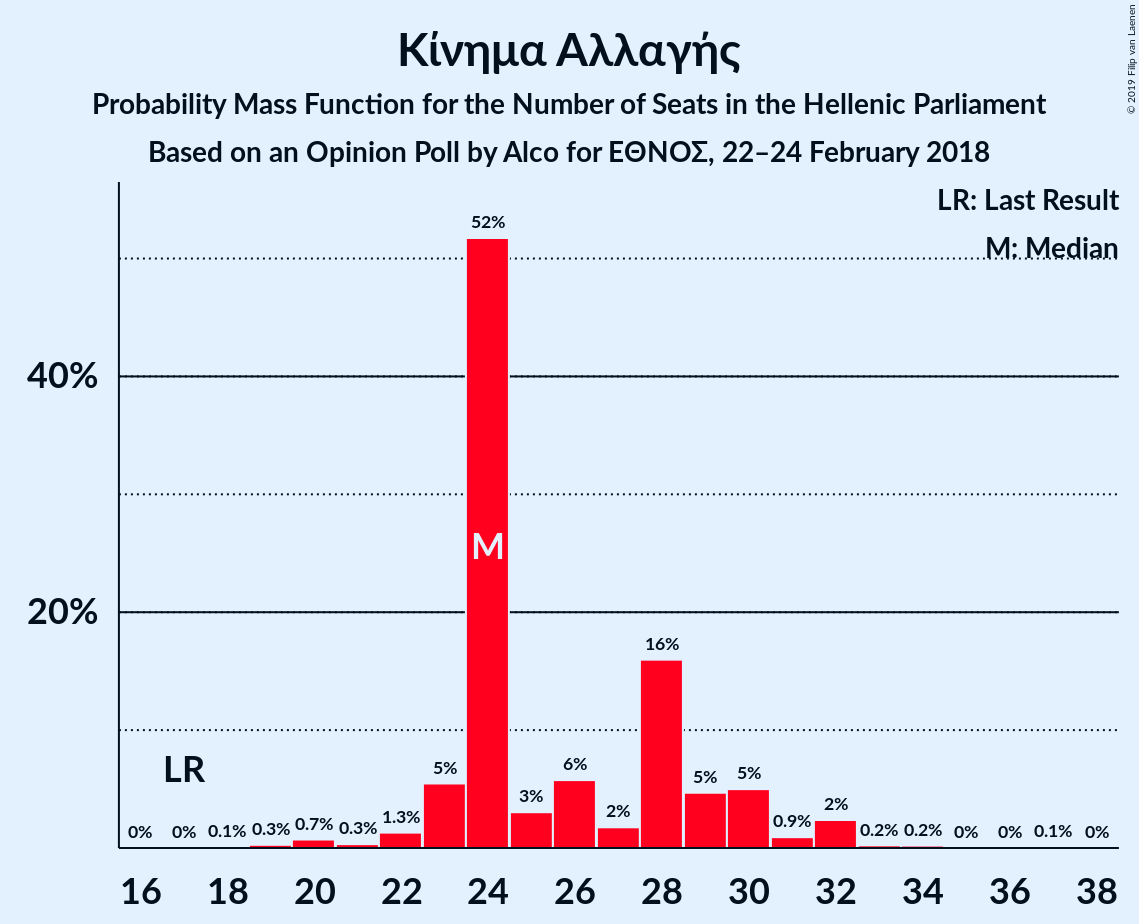 Κίνημα Αλλαγής
Probability Mass Function for the Number of Seats in the Hellenic Parliament
Based on an Opinion Poll by Alco for ΕΘΝΟΣ, 22–24 February 2018
© 2019 Filip van Laenen
LR: Last Result
M: Median
40%
20%
0%
0%
0.1%
0.3%
0.7%
0.3%
1.3%
5%
52%
3%
6%
2%
16%
5%
5%
0.9%
2%
0.2%
0.2%
0%
0%
0.1%
0%
LR
M
16 18 20 22 24 26 28 30 32 34 36 38